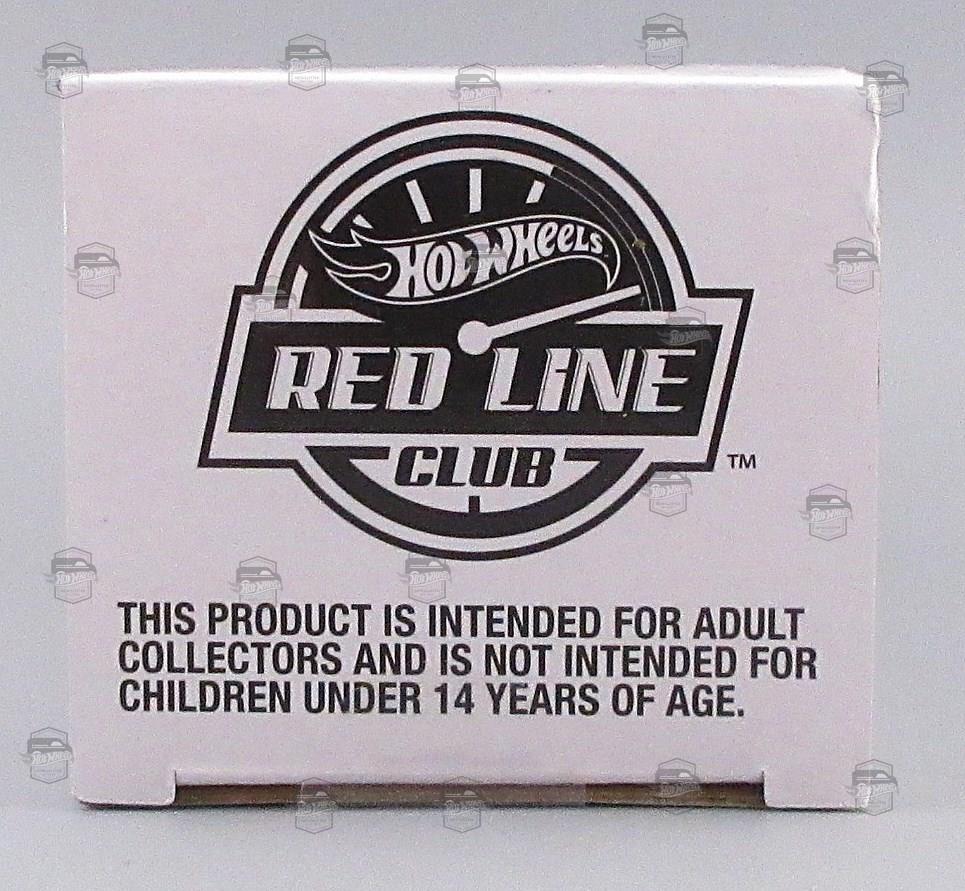 HOT WHEELS
RED LINE
CLUB
TM
THIS PRODUCT IS INTENDED FOR ADULT
COLLECTORS AND IS NOT INTENDED FOR
CHILDREN UNDER 14 YEARS OF AGE.